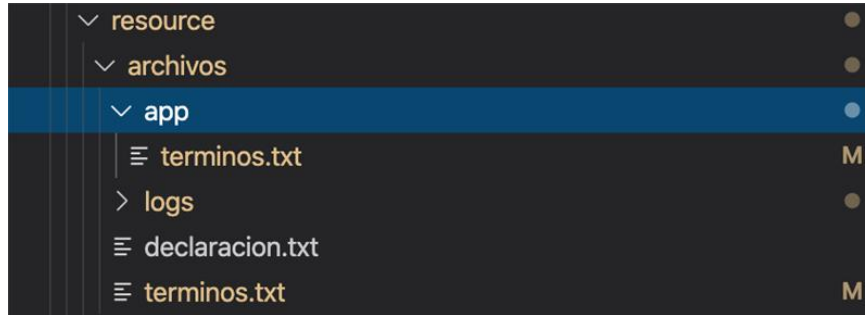 resource
archivos
app
terminos.txt M
logs
declaracion.txt
terminos.txt M